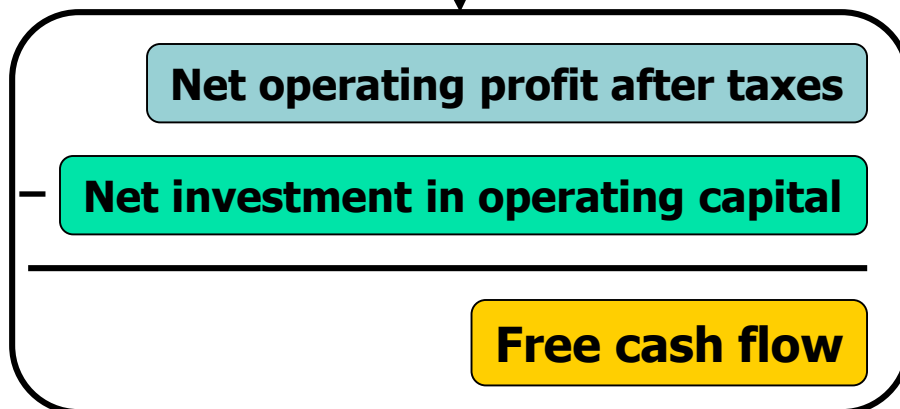 Net operating profit after taxes
– Net investment in operating capital
Free cash flow